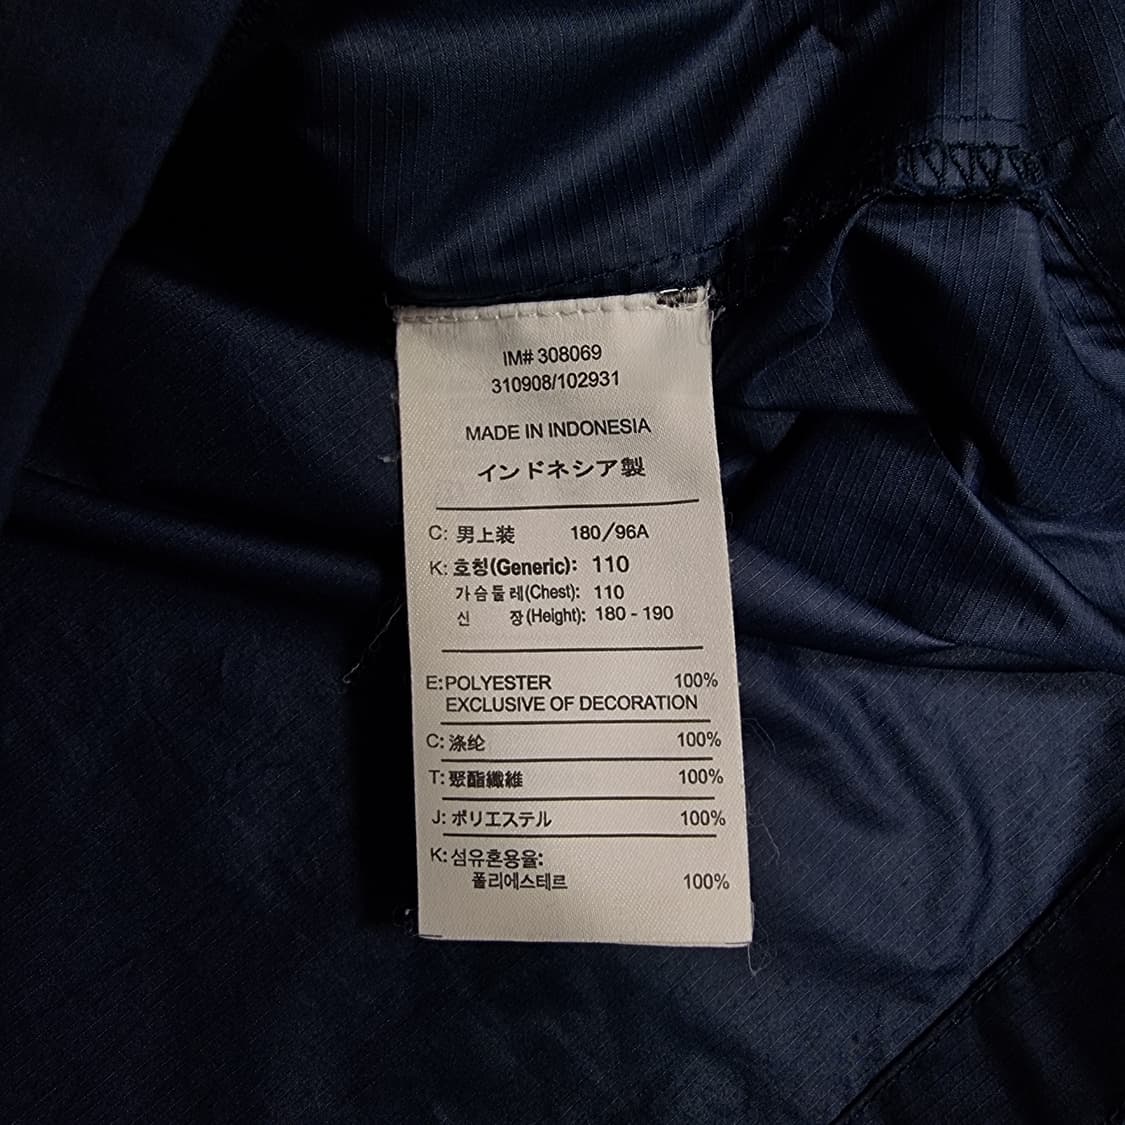 IM# 308069
310908/102931
MADE IN INDONESIA
インドネシア製
C: 男上装 180/96A
K: 호칭(Generic): 110
가슴둘레(Chest): 110
신 장(Height): 180 - 190
E:POLYESTER 100%
EXCLUSIVE OF DECORATION
C: 涤纶 100%
T: 聚酯纖維 100%
J: ポリエステル 100%
K: 섬유혼용율:
폴리에스테르 100%